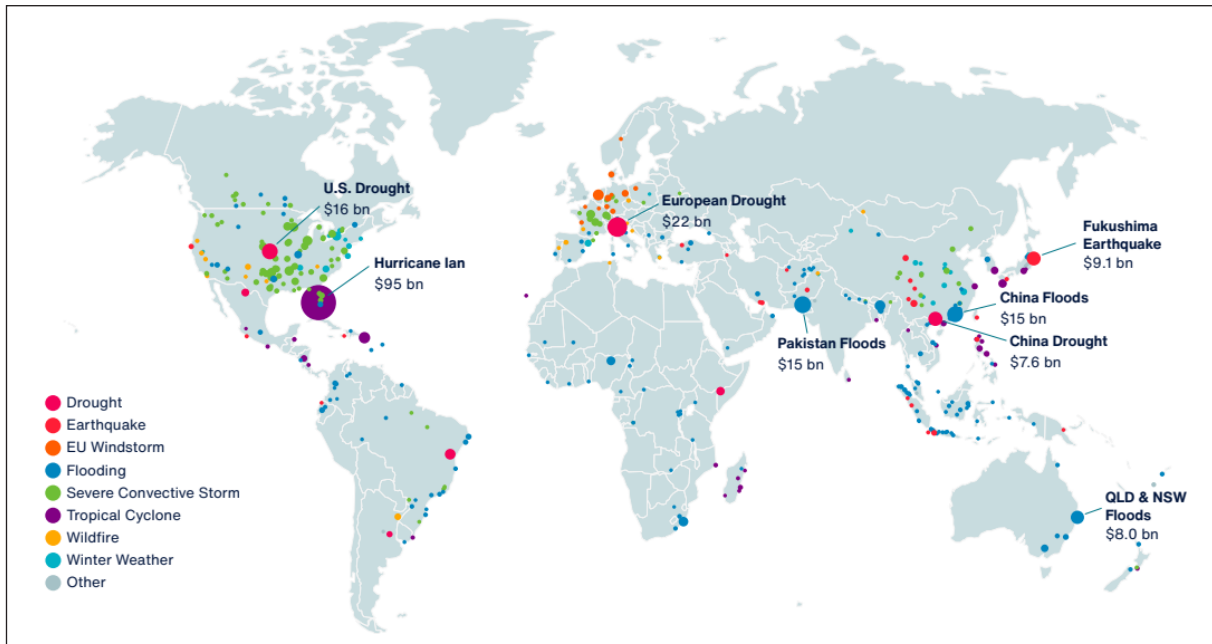 U.S. Drought
$16 bn
Hurricane Ian
$95 bn
European Drought
$22 bn
Fukushima
Earthquake
$9.1 bn
China Floods
$15 bn
China Drought
$7.6 bn
Pakistan Floods
$15 bn
QLD & NSW
Floods
$8.0 bn
Drought
Earthquake
EU Windstorm
Flooding
Severe Convective Storm
Tropical Cyclone
Wildfire
Winter Weather
Other